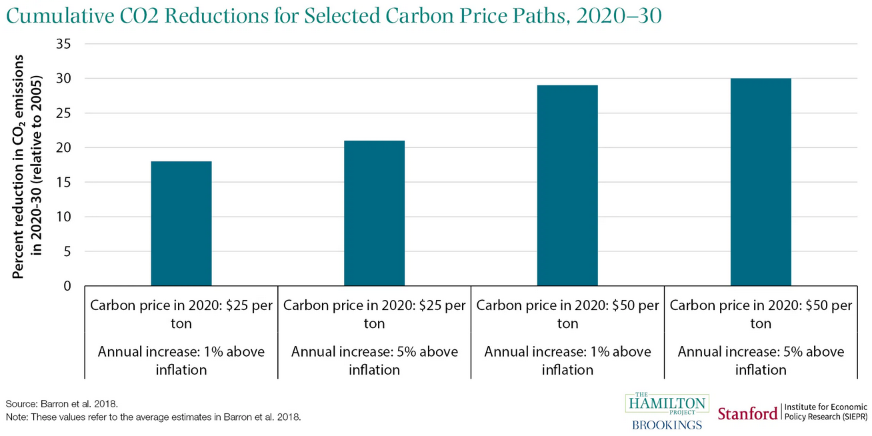 Cumulative CO2 Reductions for Selected Carbon Price Paths, 2020–30
Percent reduction in CO₂ emissions
in 2020-30 (relative to 2005)
35
30
25
20
15
10
5
0
Carbon price in 2020: $25 per
ton
Annual increase: 1% above
inflation
Carbon price in 2020: $25 per
ton
Annual increase: 5% above
inflation
Carbon price in 2020: $50 per
ton
Annual increase: 1% above
inflation
Carbon price in 2020: $50 per
ton
Annual increase: 5% above
inflation
Source: Barron et al. 2018.
Note: These values refer to the average estimates in Barron et al. 2018.
THE
HAMILTON
PROJECT
BROOKINGS
Stanford
Institute for Economic
Policy Research (SIEPR)